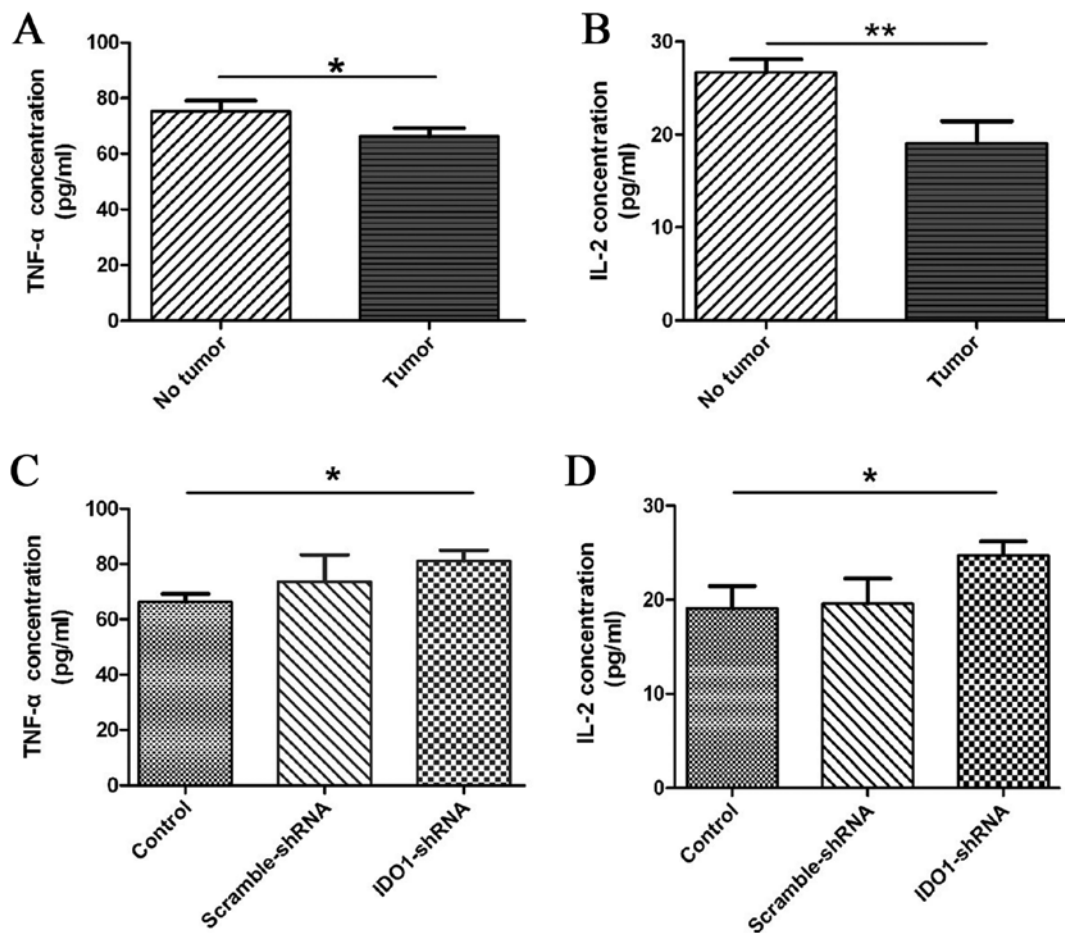 A
TNF-α concentration
(pg/ml)
100
80
60
40
20
0
*
No tumor
Tumor
B
IL-2 concentration
(pg/ml)
30
20
10
0
**
No tumor
Tumor
C
TNF-α concentration
(pg/ml)
100
80
60
40
20
0
*
Control
Scramble-shRNA
IDO1-shRNA
D
IL-2 concentration
(pg/ml)
30
20
10
0
*
Control
Scramble-shRNA
IDO1-shRNA